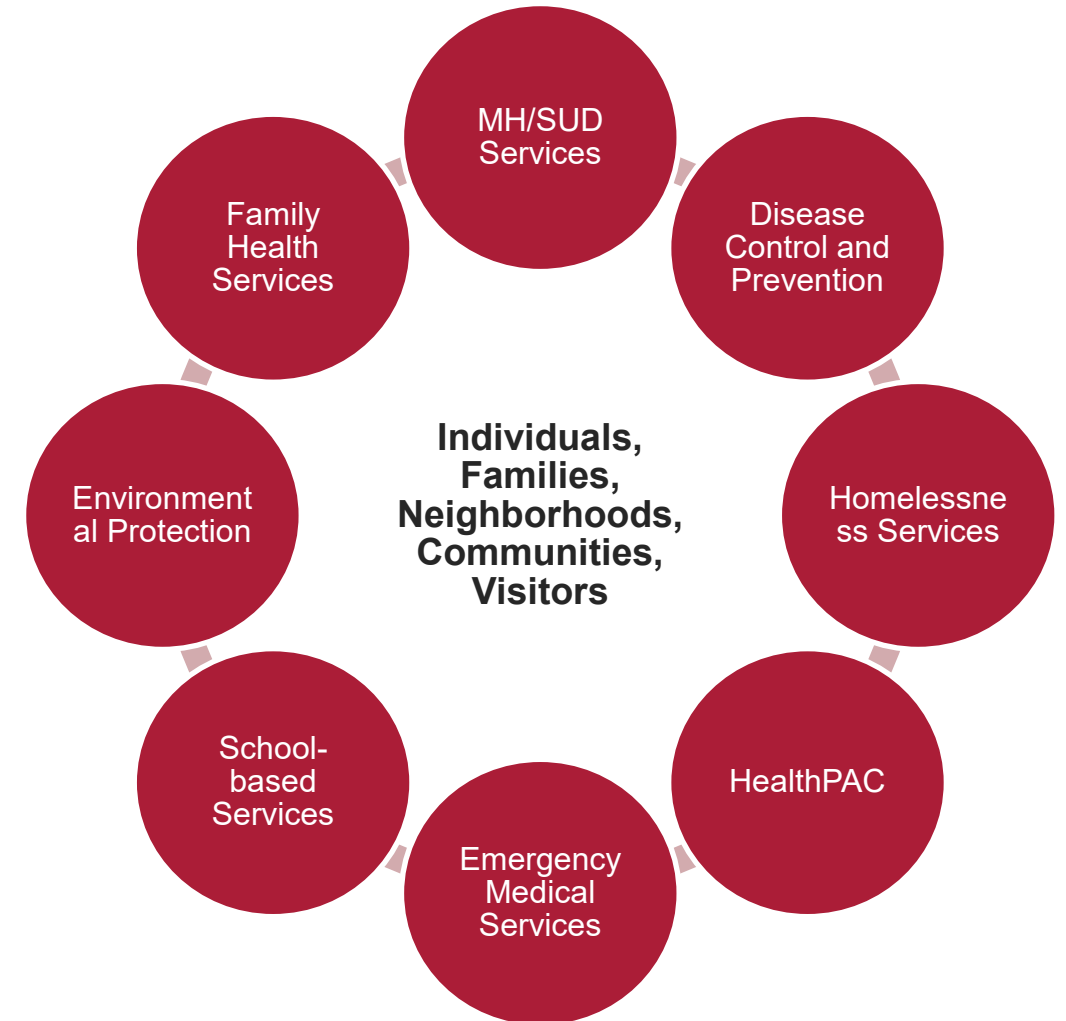 MH/SUD
Services
Disease
Control and
Prevention
Homelessne
ss Services
HealthPAC
Emergency
Medical
Services
School-
based
Services
Environment
al Protection
Family
Health
Services
Individuals,
Families,
Neighborhoods,
Communities,
Visitors